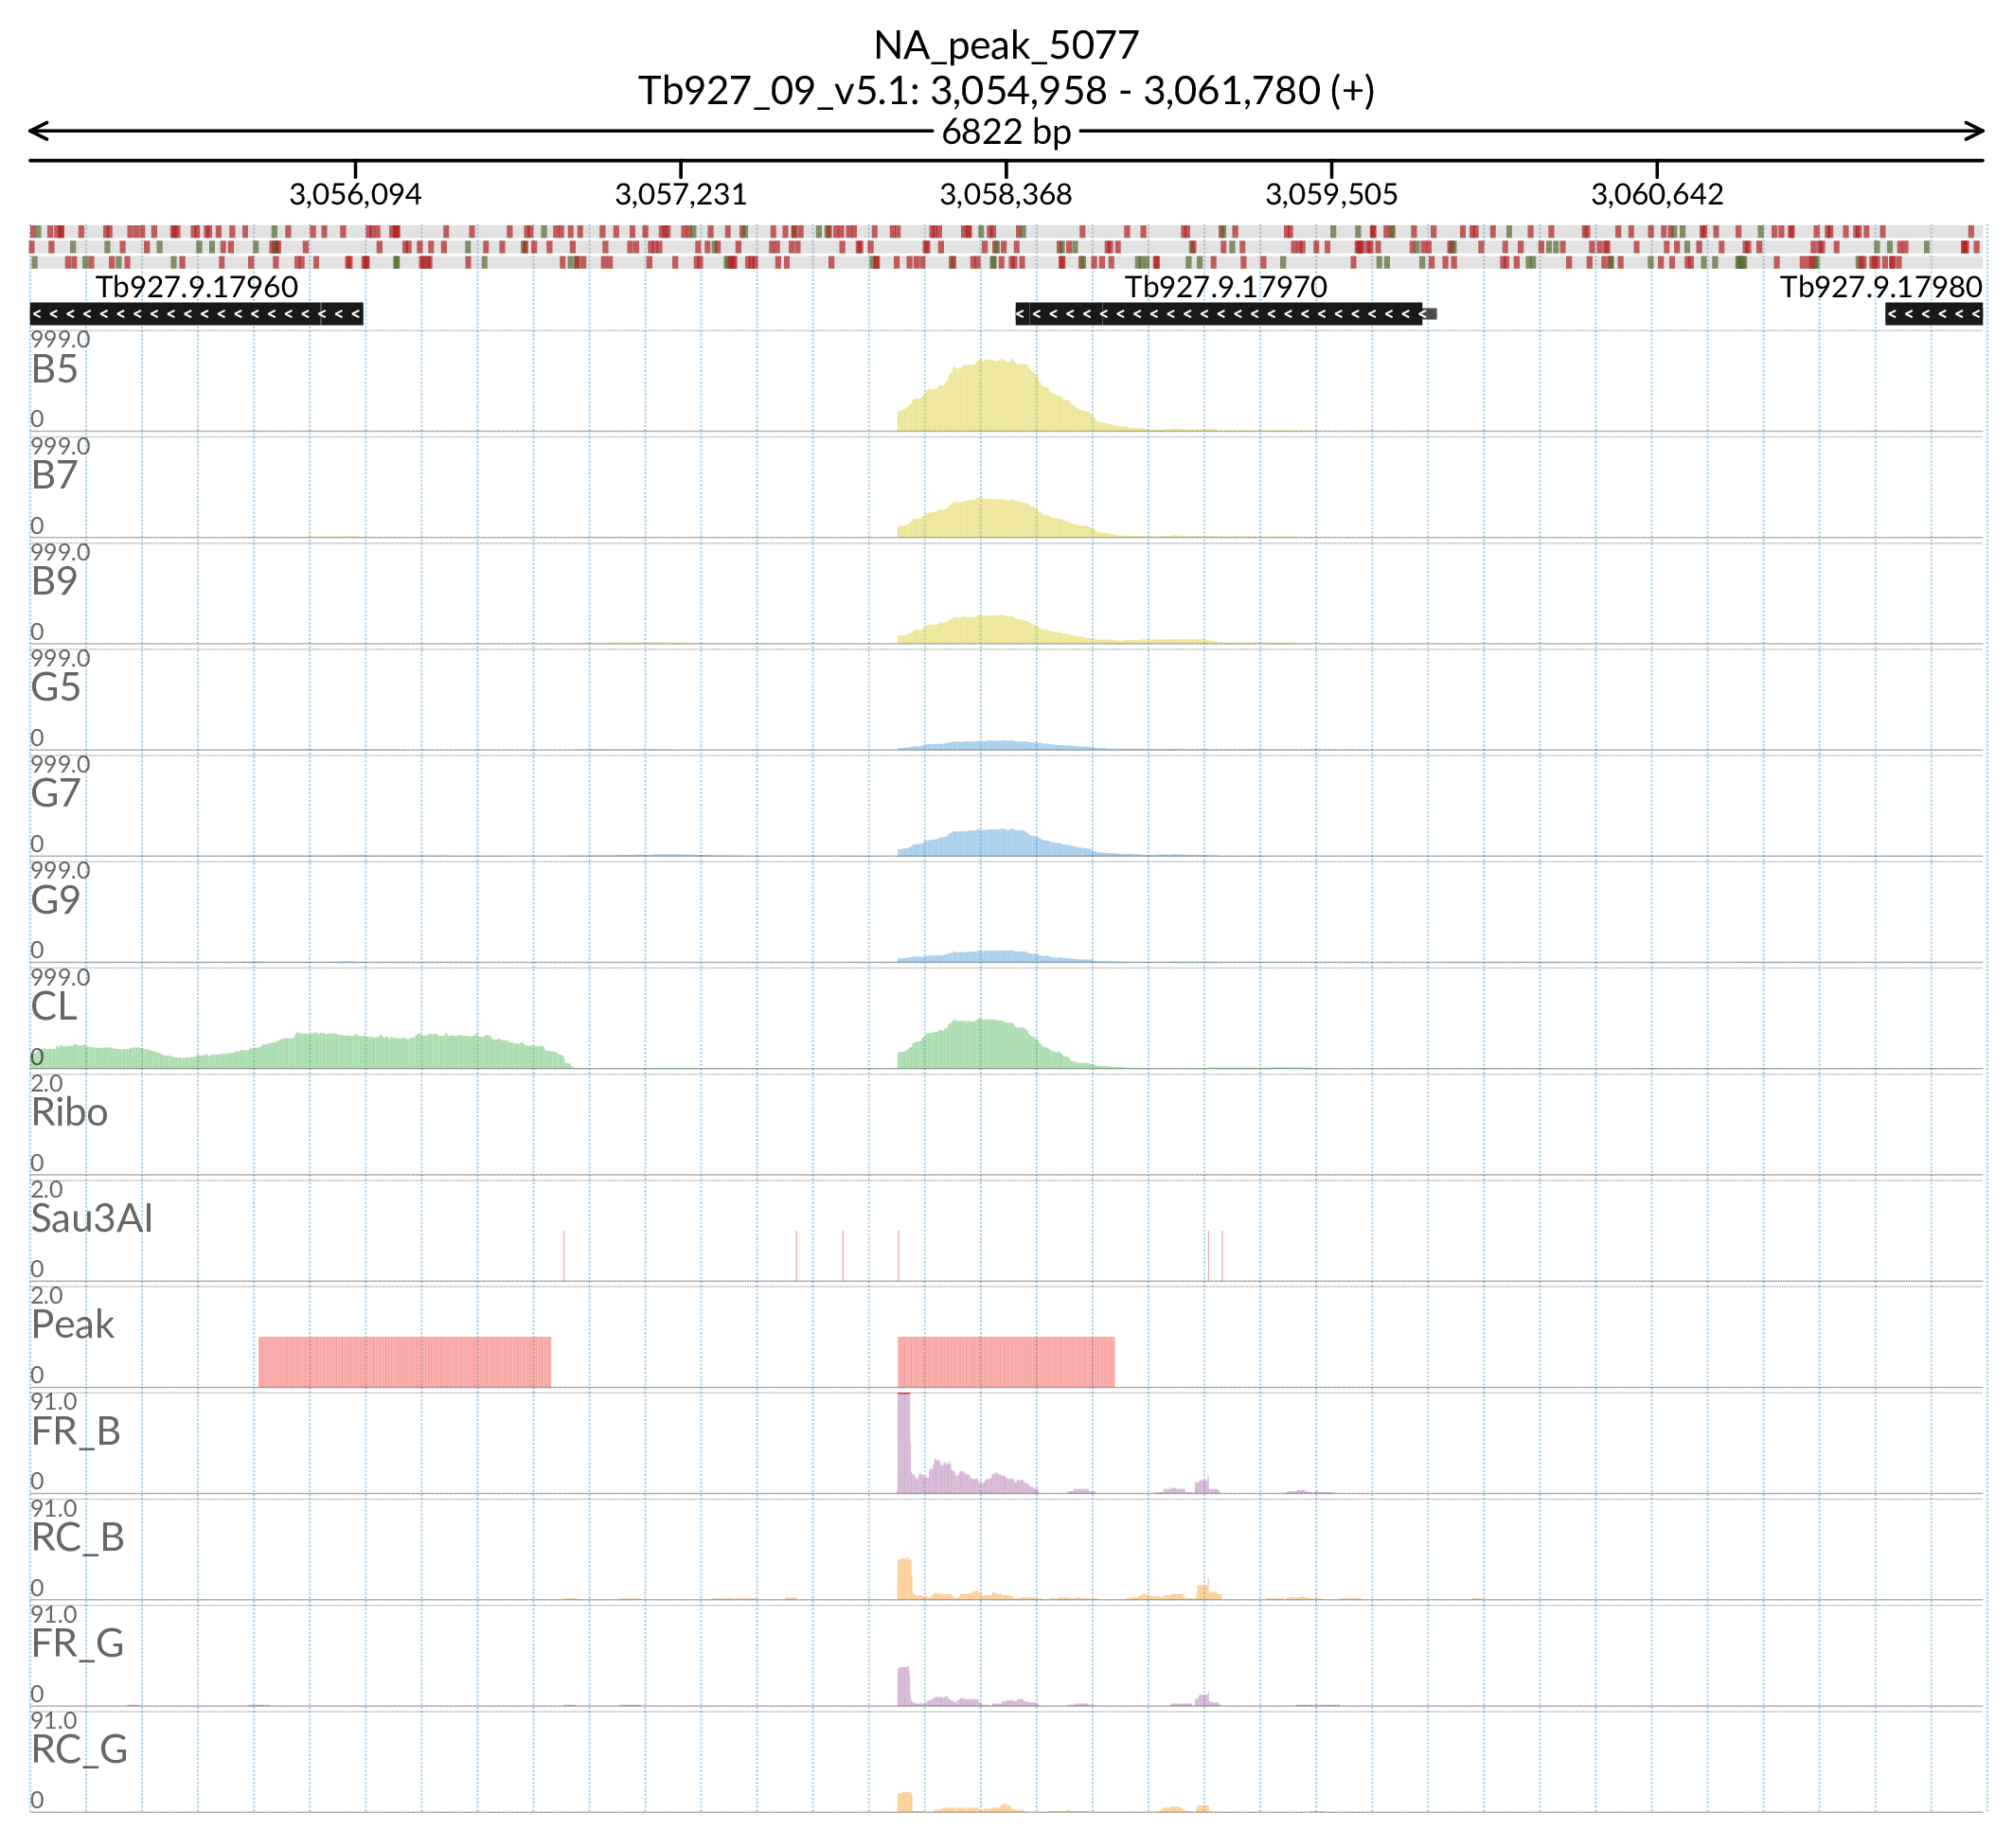 NA_peak_5077
Tb927_09_v5.1: 3,054,958 - 3,061,780 (+)
6822 bp
3,056,094 3,057,231 3,058,368 3,059,505 3,060,642
Tb927.9.17960 Tb927.9.17970 Tb927.9.17980
999.0
B5
0
999.0
B7
0
999.0
B9
0
999.0
G5
0
999.0
G7
0
999.0
G9
0
999.0
CL
0
2.0
Ribo
0
2.0
Sau3AI
0
2.0
Peak
0
91.0
FR_B
0
91.0
RC_B
0
91.0
FR_G
0
91.0
RC_G
0